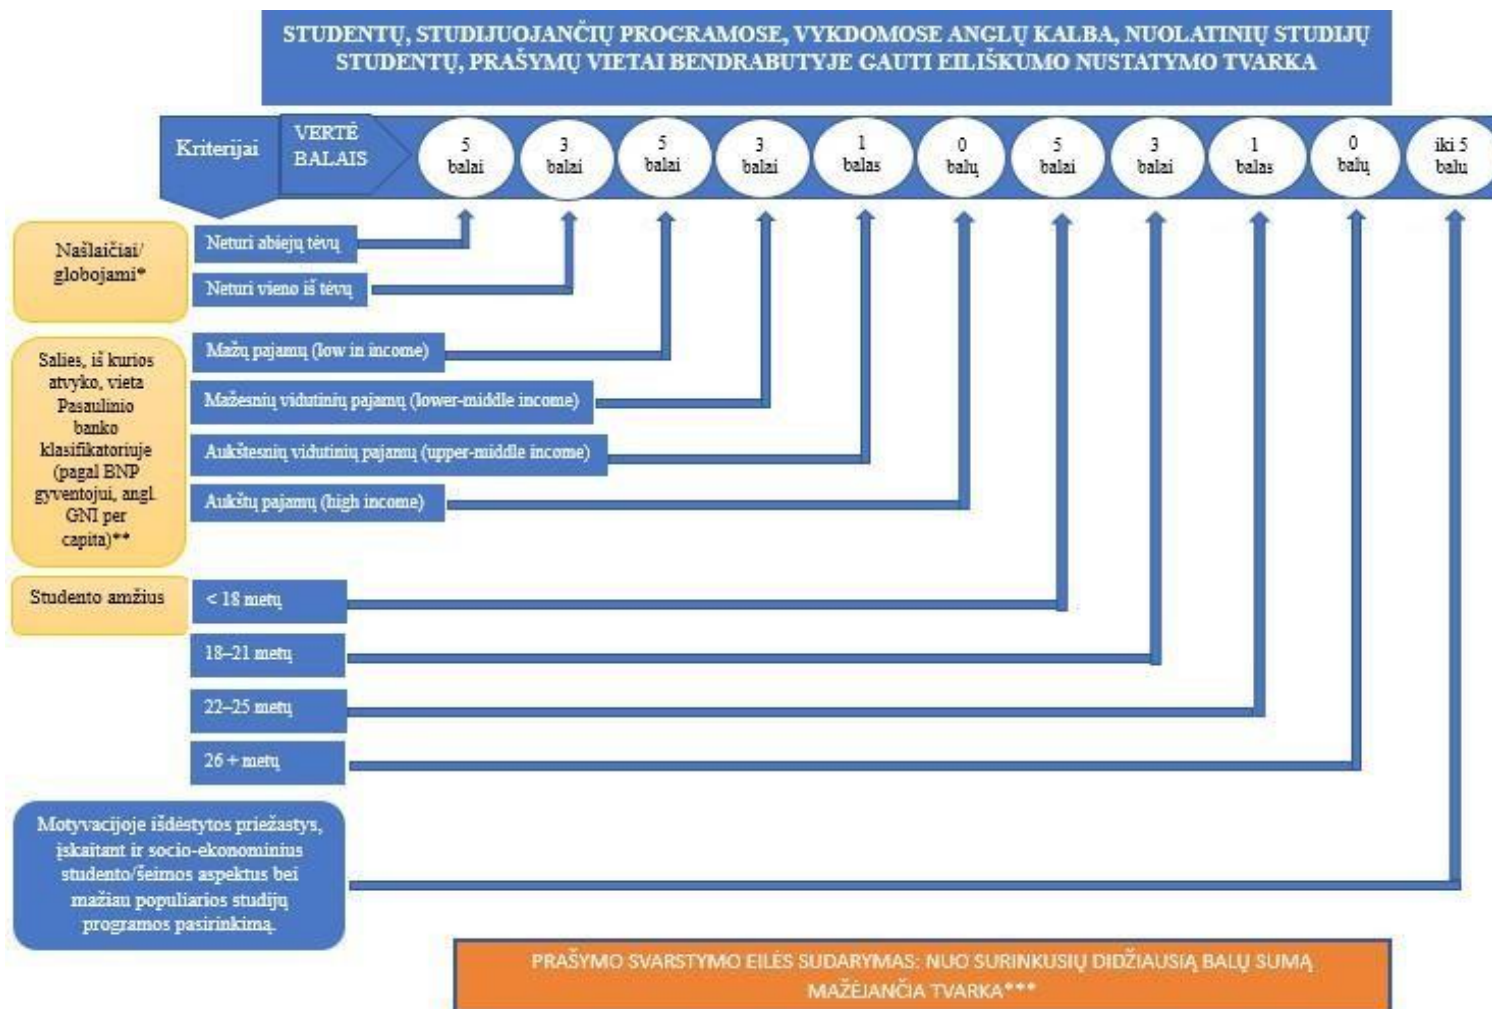 STUDENTŲ, STUDIJUOJANČIŲ PROGRAMOSE, VYKDOMOSE ANGLŲ KALBA, NUOLATINIŲ STUDIJŲ
STUDENTŲ, PRAŠYMŲ VIETAI BENDRABUTYJE GAUTI EILIŠKUMO NUSTATYMO TVARKA
Kriterijai
VERTĖ
BALAIS
5
balai
3
balai
5
balai
3
balai
1
balas
0
balų
5
balai
3
balai
1
balas
0
balų
iki 5
balu
Našlaičiai/
globojami*
Neturi abiejų tėvų
Neturi vieno iš tėvų
Salies, iš kurios
atvyko, vieta
Pasaulinio
banko
klasifikatoriuje
(pagal BNP
gyventojui, angl.
GNI per
capita)**
Mažų pajamų (low in income)
Mažesnių vidutinių pajamų (lower-middle income)
Aukštesnių vidutinių pajamų (upper-middle income)
Aukštų pajamų (high income)
Studento amžius
< 18 metų
18–21 metų
22–25 metų
26 + metų
Motyvacijoje išdėstytos priežastys,
įskaitant ir socio-ekonominius
studento/šeimos aspektus bei
mažiau populiarios studijų
programos pasirinkimą.
PRAŠYMO SVARSTYMO EILĖS SUDARYMAS: NUO SURINKUSIŲ DIDŽIAUSIĄ BALŲ SUMĄ
MAŽĖJANČIA TVARKA***